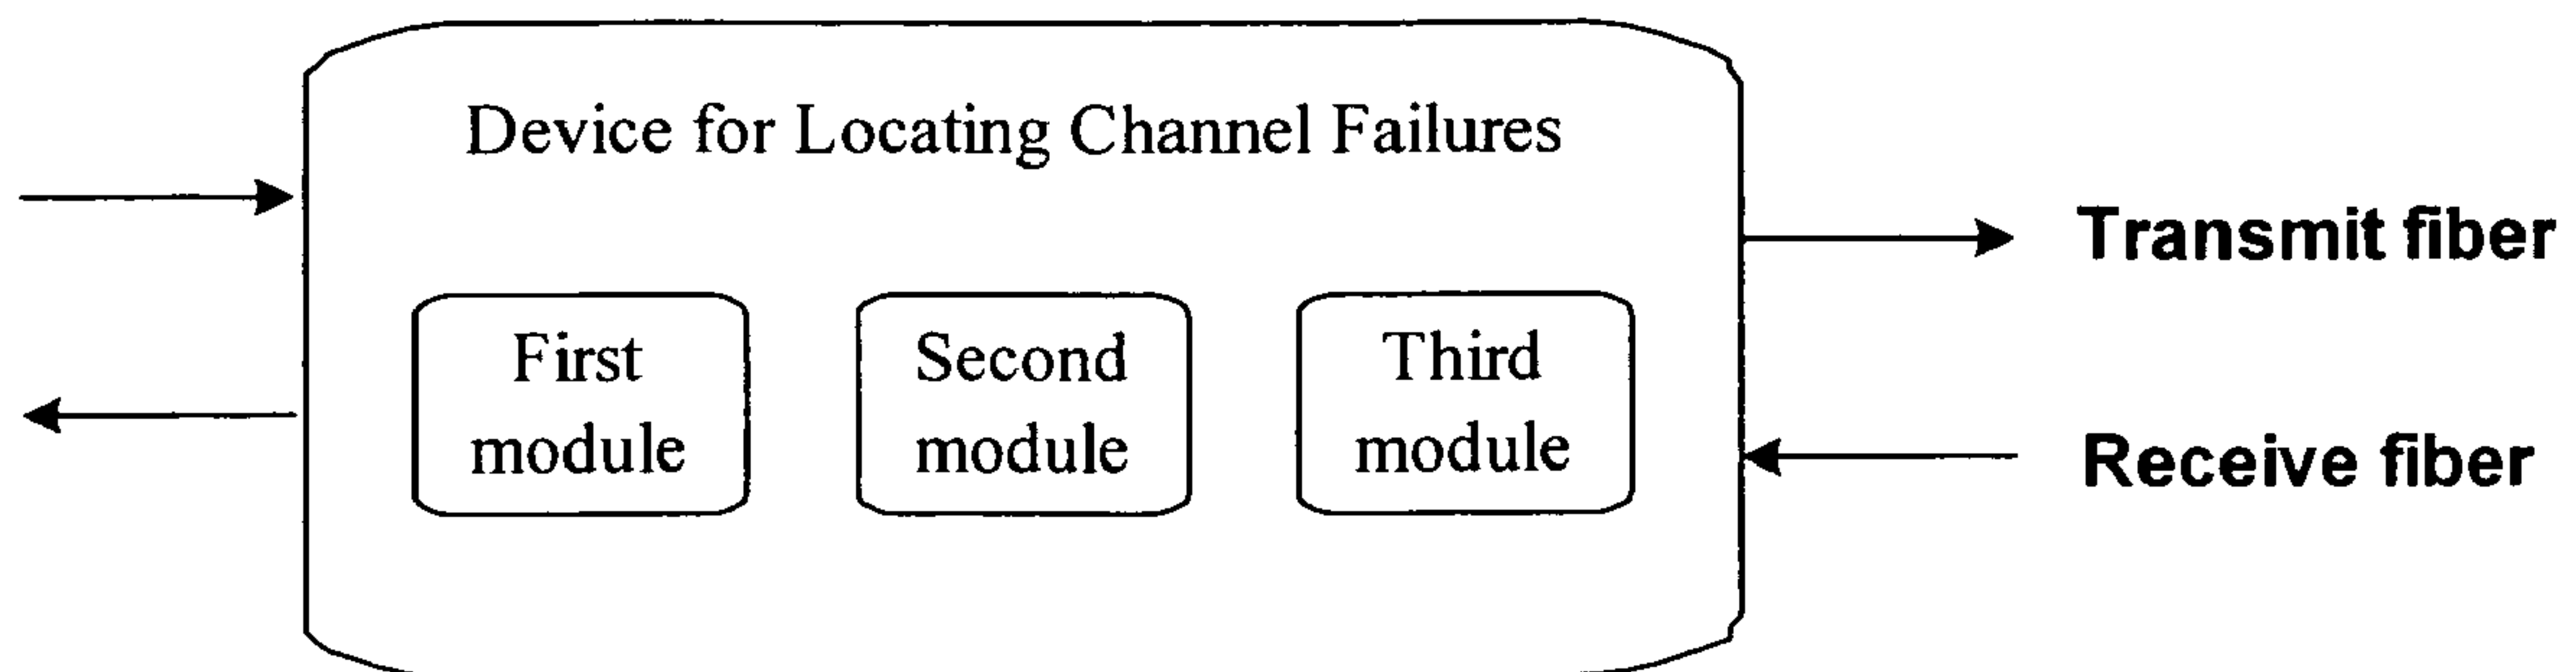 Device for Locating Channel Failures
Transmit fiber
First
module
Second
module
Third
module
Receive fiber